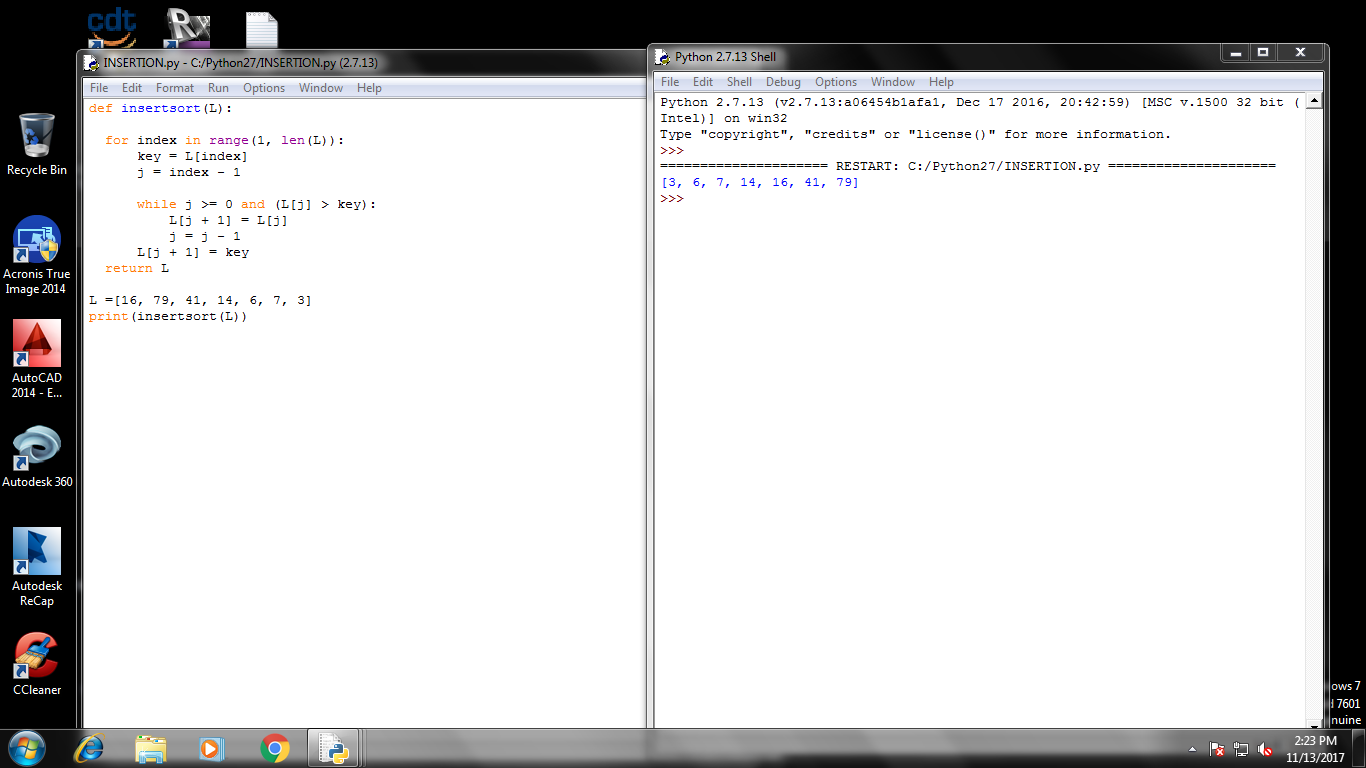 cdt
INSERTION.py - C:/Python27/INSERTION.py (2.7.13)
File Edit Format Run Options Window Help
def insertsort(L):
for index in range(1, len(L)):
key = L[index]
j = index - 1
while j >= 0 and (L[j] > key):
L[j + 1] = L[j]
j = j - 1
L[j + 1] = key
return L
L =[16, 79, 41, 14, 6, 7, 3]
print(insertsort(L))
Python 2.7.13 Shell
File Edit Shell Debug Options Window Help
Python 2.7.13 (v2.7.13:a06454b1afa1, Dec 17 2016, 20:42:59) [MSC v.1500 32 bit (
Intel)] on win32
Type "copyright", "credits" or "license()" for more information.
>>>
===================== RESTART: C:/Python27/INSERTION.py =====================
[3, 6, 7, 14, 16, 41, 79]
>>>
Recycle Bin
Acronis True
Image 2014
AutoCAD
2014 - E...
Autodesk 360
Autodesk
ReCap
CCleaner
ows 7
d 7601
nuine
2:23 PM
11/13/2017